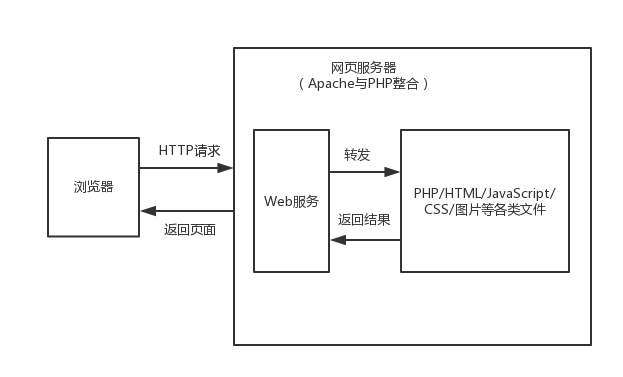 网页服务器
（Apache与PHP整合）
HTTP请求
转发
浏览器
Web服务
PHP/HTML/JavaScript/
CSS/图片等各类文件
返回结果
返回页面